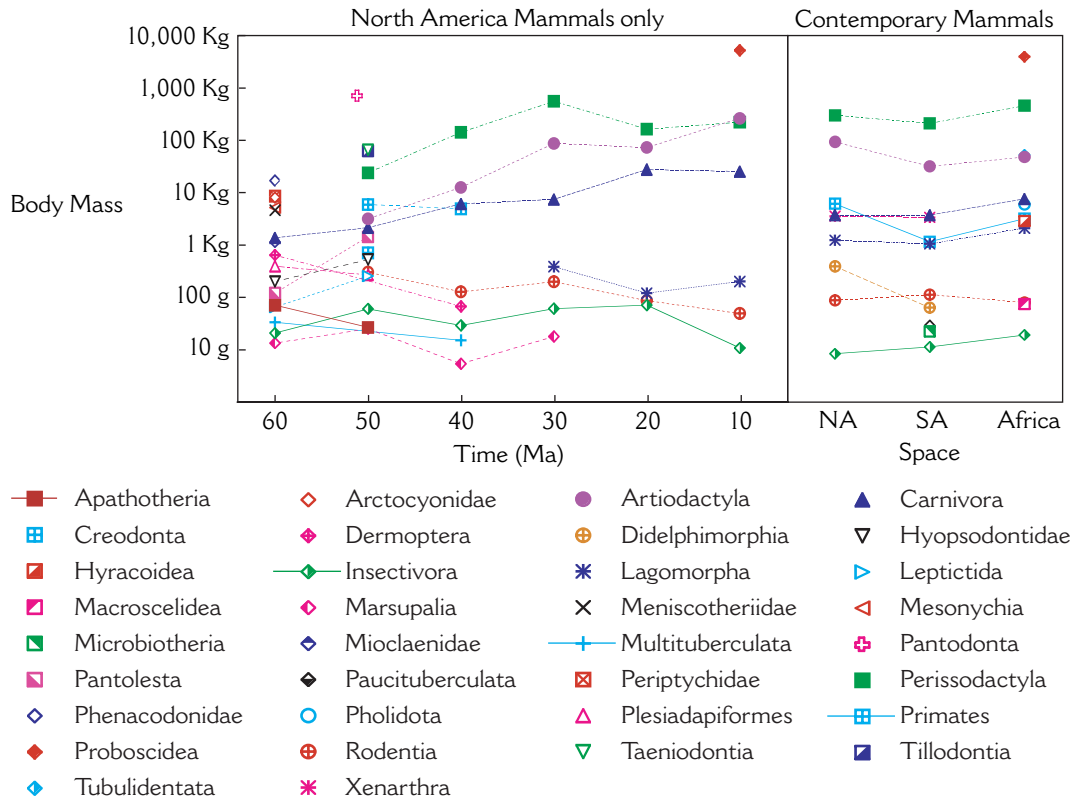 North America Mammals only
Contemporary Mammals
10,000 Kg
1,000 Kg
100 Kg
10 Kg
1 Kg
100 g
10 g
Body Mass
60 50 40 30 20 10
NA SA Africa
Time (Ma)
Space
Apathotheria Arctocyonidae Artiodactyla Carnivora
Creodonta Dermoptera Didelphimorphia Hyopsodontidae
Hyracoidea Insectivora Lagomorpha Leptictida
Macroscelidea Marsupalia Meniscotheriidae Mesonychia
Microbiotheria Mioclaenidae Multituberculata Pantodonta
Pantolesta Paucituberculata Periptychidae Perissodactyla
Phenacodonidae Pholidota Plesiadapiformes Primates
Proboscidea Rodentia Taeniodontia Tillodontia
Tubulidentata Xenarthra